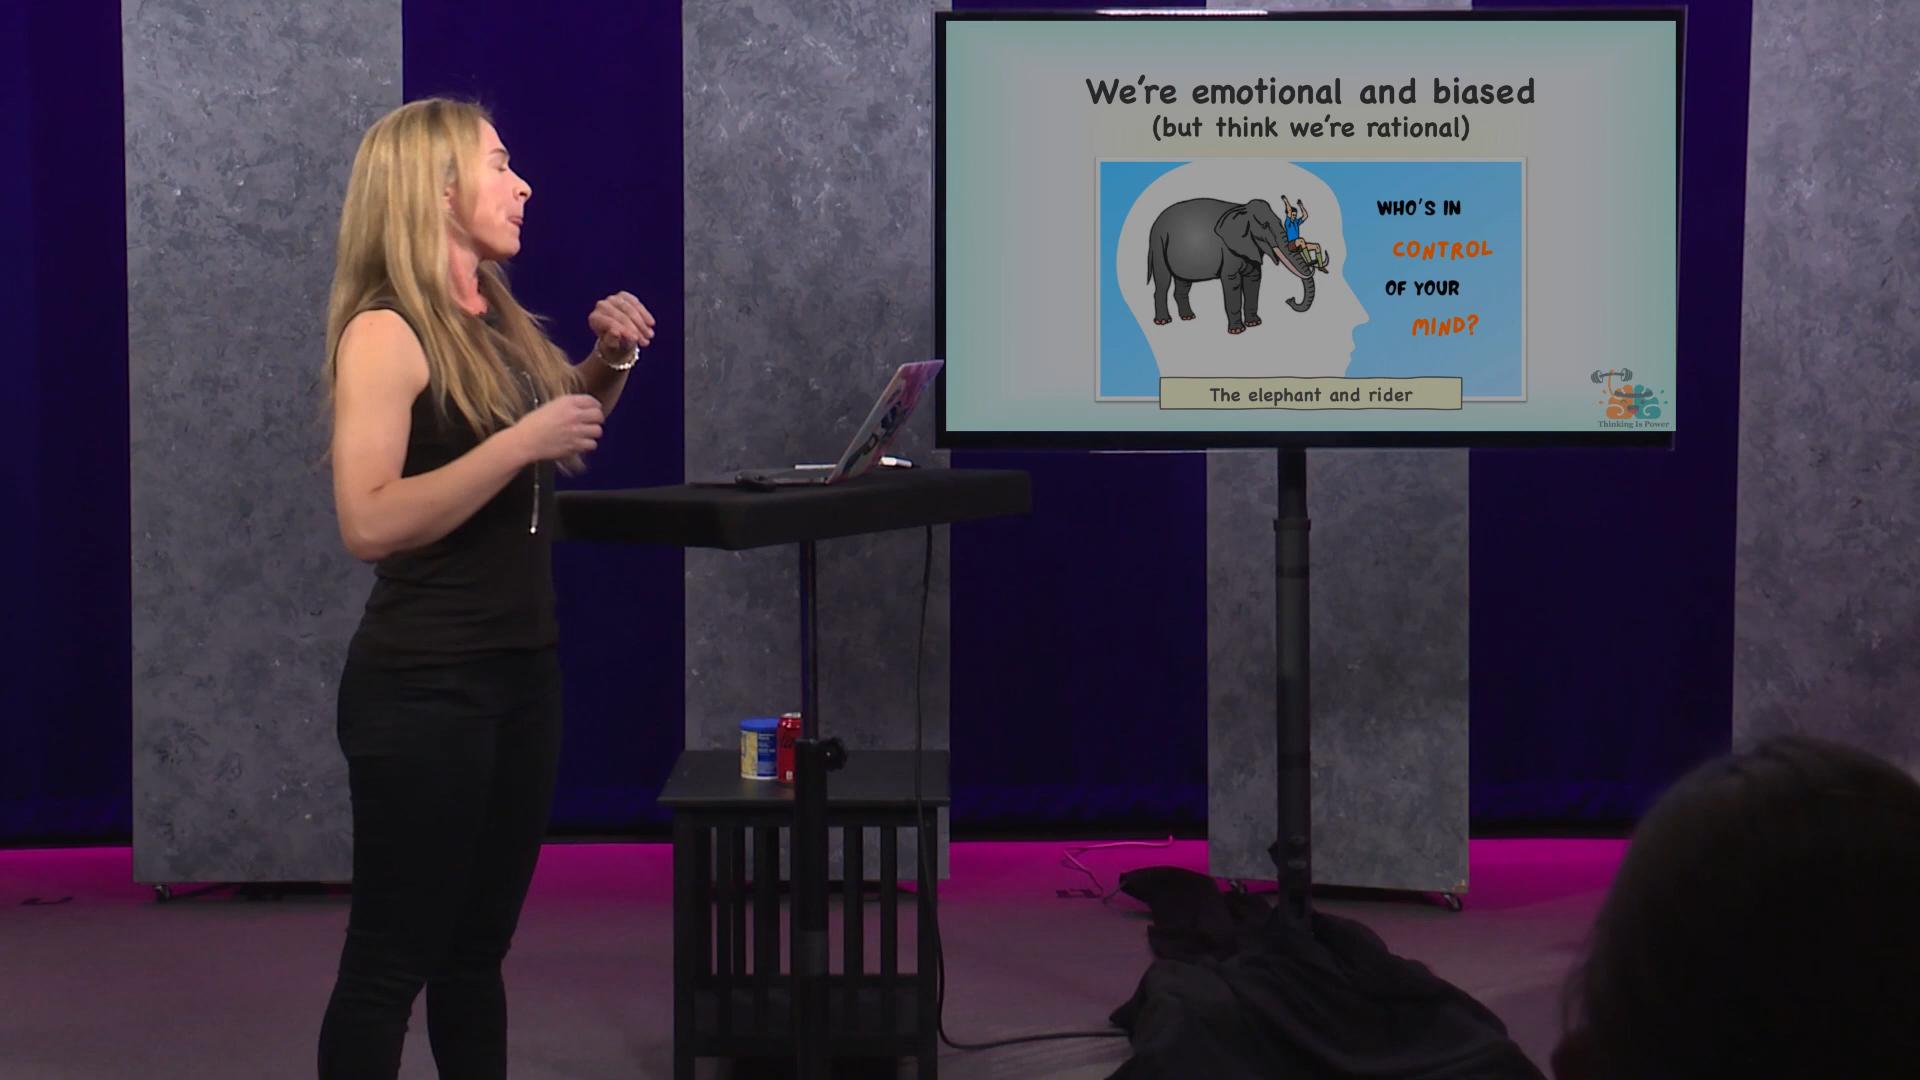 We're emotional and biased
(but think we're rational)
WHO'S IN
CONTROL
OF YOUR
MIND?
The elephant and rider
Thinking Is Power